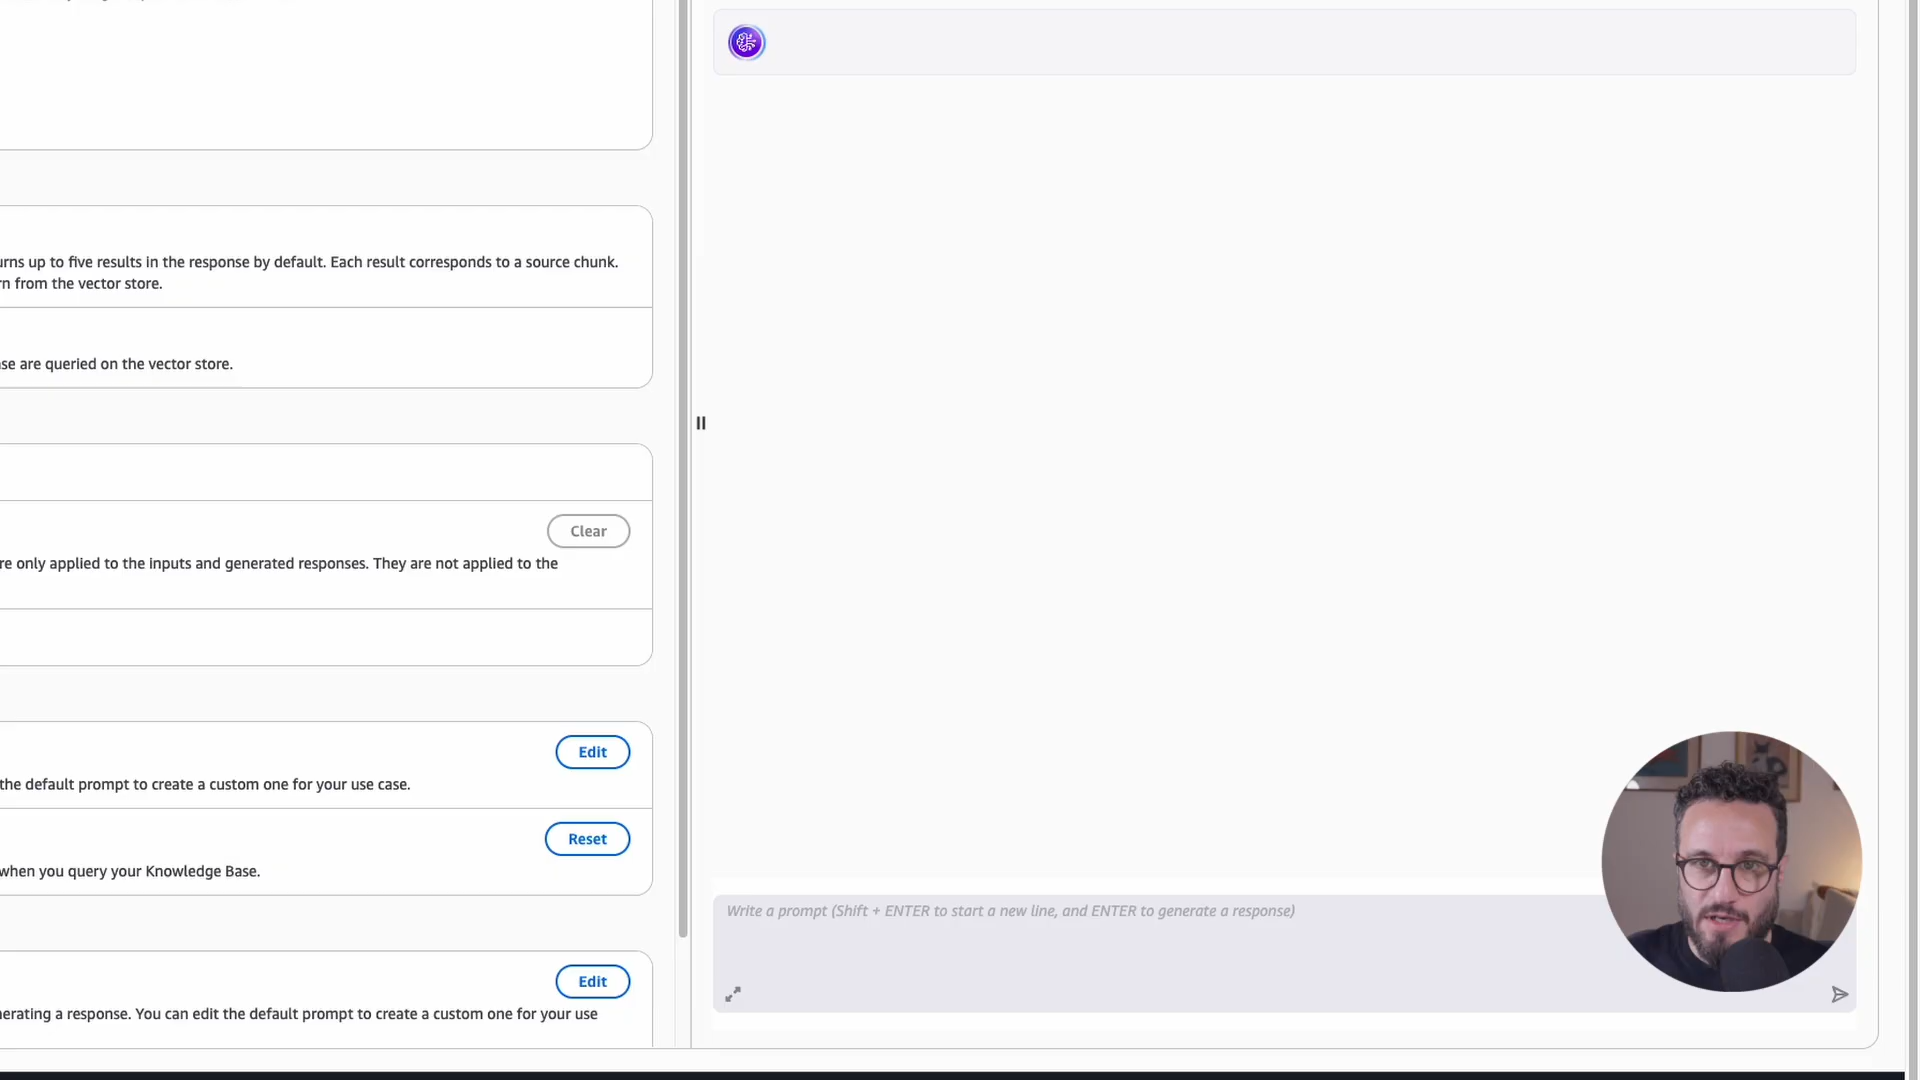 urns up to five results in the response by default. Each result corresponds to a source chunk.
rn from the vector store.
se are queried on the vector store.
Clear
re only applied to the inputs and generated responses. They are not applied to the
Edit
the default prompt to create a custom one for your use case.
Reset
when you query your Knowledge Base.
Edit
nerating a response. You can edit the default prompt to create a custom one for your use
Write a prompt (Shift + ENTER to start a new line, and ENTER to generate a response)